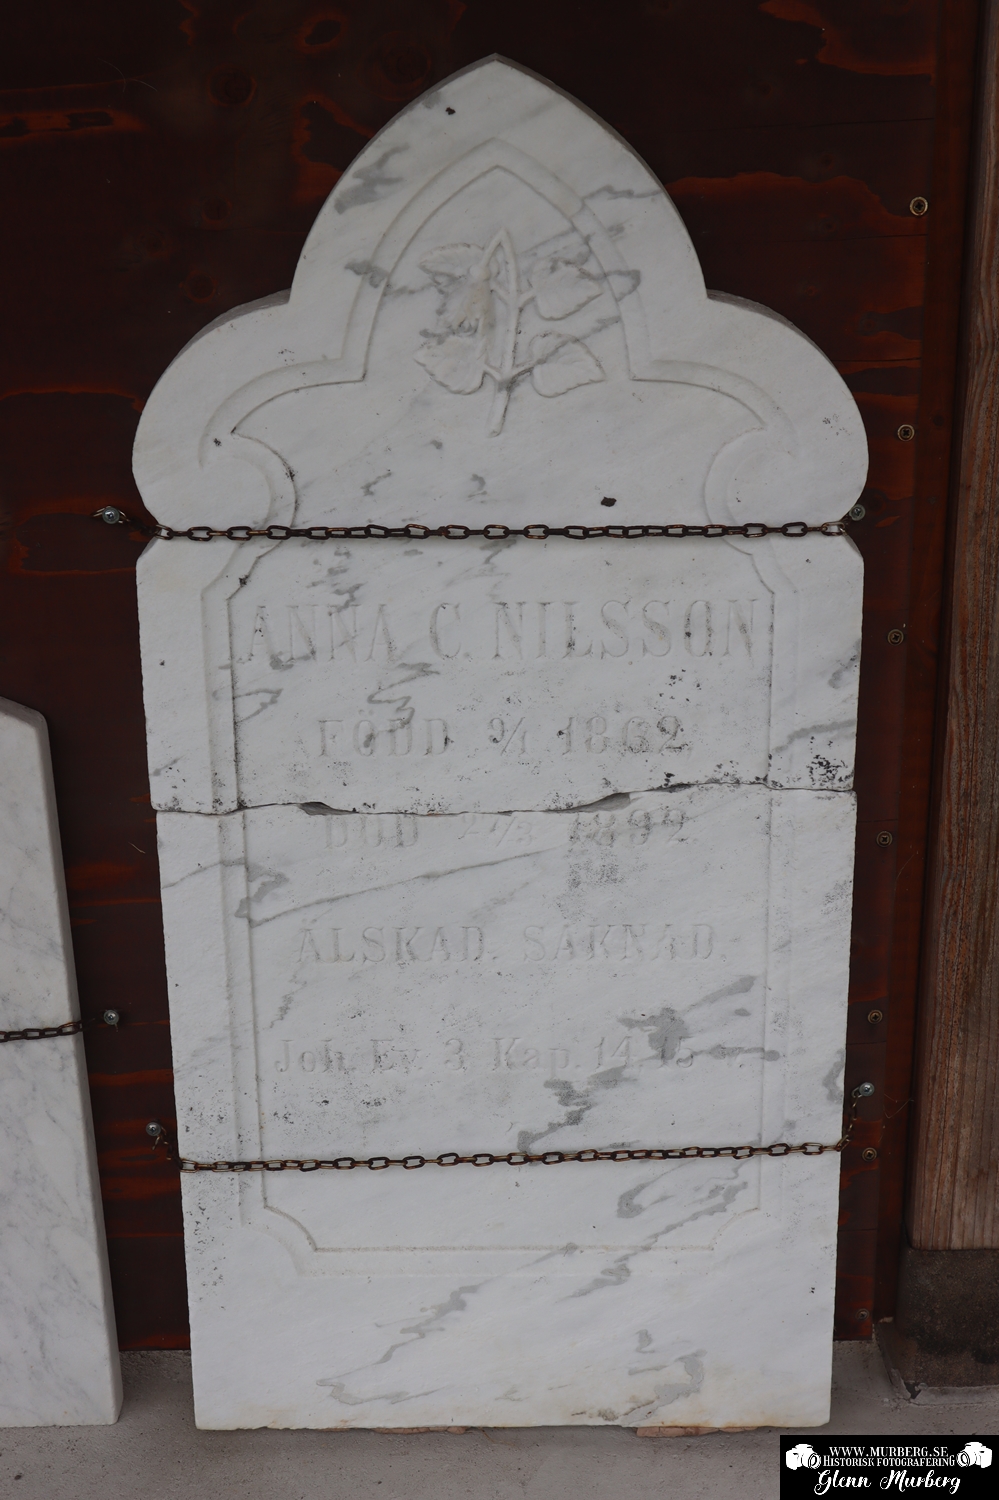 ANNA C. NILSSON
FÖDD 9/1 1862
DÖD 1892.
ÄLSKAD. SAKNAD.
Joh. Ev. 3 Kap. 14. 15 v.
WWW.MURBERG.SE
HISTORISK FOTOGRAFERING
Glenn Murberg